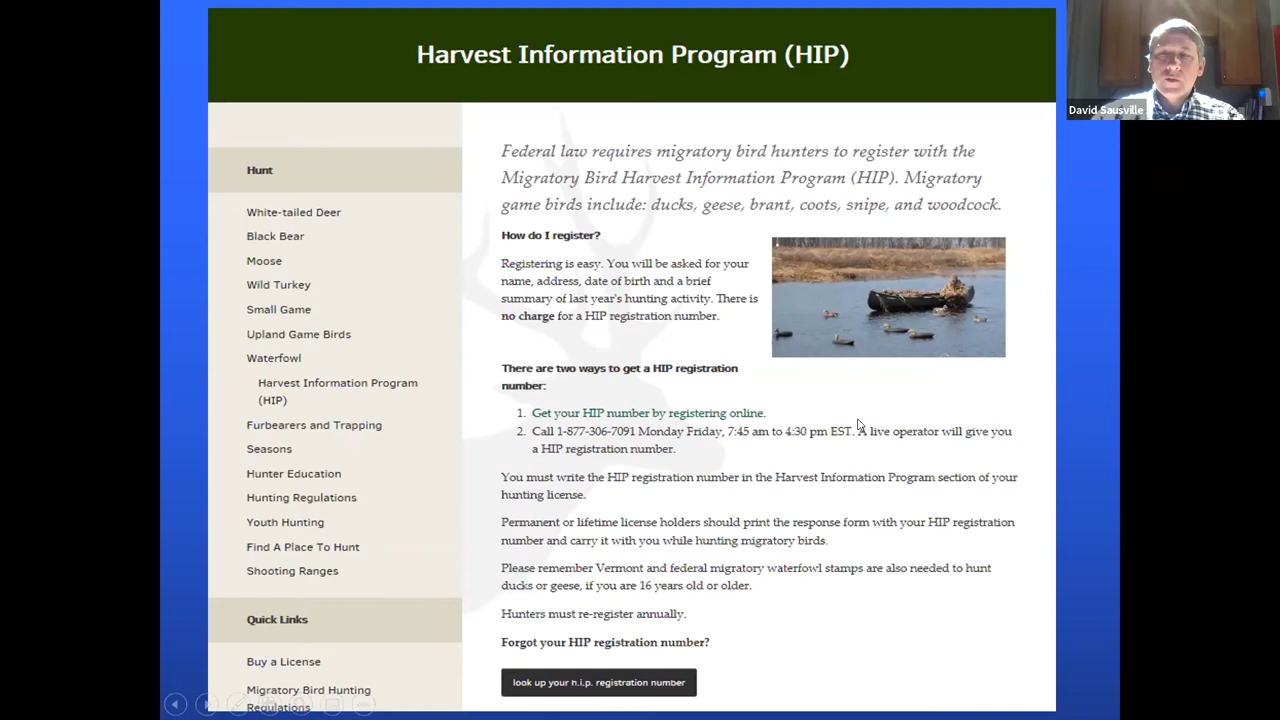 Harvest Information Program (HIP)
David Sausville
Hunt
White-tailed Deer
Black Bear
Moose
Wild Turkey
Small Game
Upland Game Birds
Waterfowl
Harvest Information Program
(HIP)
Furbearers and Trapping
Seasons
Hunter Education
Hunting Regulations
Youth Hunting
Find A Place To Hunt
Shooting Ranges
Quick Links
Buy a License
Migratory Bird Hunting
Regulations
Federal law requires migratory bird hunters to register with the
Migratory Bird Harvest Information Program (HIP). Migratory
game birds include: ducks, geese, brant, coots, snipe, and woodcock.
How do I register?
Registering is easy. You will be asked for your
name, address, date of birth and a brief
summary of last year's hunting activity. There is
no charge for a HIP registration number.
There are two ways to get a HIP registration
number:
1. Get your HIP number by registering online.
2. Call 1-877-306-7091 Monday Friday, 7:45 am to 4:30 pm EST. A live operator will give you
a HIP registration number.
You must write the HIP registration number in the Harvest Information Program section of your
hunting license.
Permanent or lifetime license holders should print the response form with your HIP registration
number and carry it with you while hunting migratory birds.
Please remember Vermont and federal migratory waterfowl stamps are also needed to hunt
ducks or geese, if you are 16 years old or older.
Hunters must re-register annually.
Forgot your HIP registration number?
look up your h.i.p. registration number